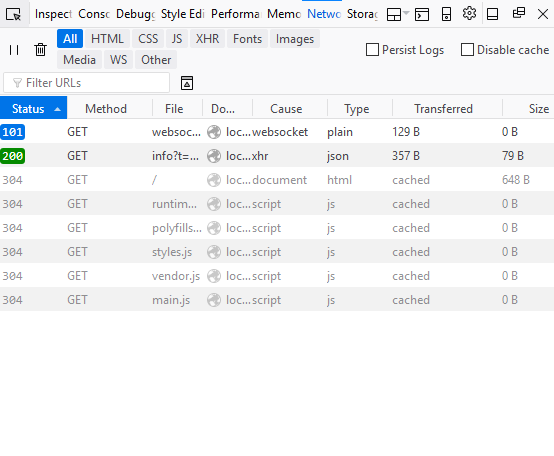 Inspect Conso Debugg Style Edi Performa Memo Netwo Storag
All HTML CSS JS XHR Fonts Images Persist Logs Disable cache
Media WS Other
Filter URLs
Status Method File Do... Cause Type Transferred Size
101 GET websoc... loc... websocket plain 129 B 0 B
200 GET info?t=... loc... xhr json 357 B 79 B
304 GET / loc... document html cached 648 B
304 GET runtim... loc... script js cached 0 B
304 GET polyfills... loc... script js cached 0 B
304 GET styles.js loc... script js cached 0 B
304 GET vendor.js loc... script js cached 0 B
304 GET main.js loc... script js cached 0 B